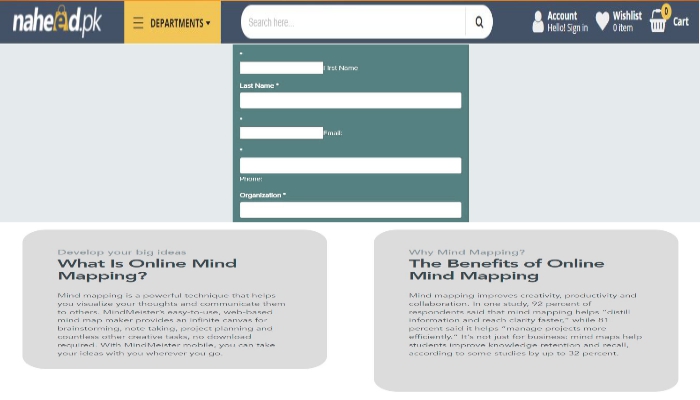 naheed.pk
DEPARTMENTS
Search here...
Account
Hello! Sign in
Wishlist
0 item
0
Cart
*
First Name
Last Name *
*
Email:
*
Phone:
Organization *
Develop your big ideas
What Is Online Mind
Mapping?
Mind mapping is a powerful technique that helps
you visualize your thoughts and communicate them
to others. MindMeister's easy-to-use, web-based
mind map maker provides an infinite canvas for
brainstorming, note taking, project planning and
countless other creative tasks, no download
required. With MindMeister mobile, you can take
your ideas with you wherever you go.
Why Mind Mapping?
The Benefits of Online
Mind Mapping
Mind mapping improves creativity, productivity and
collaboration. In one study, 92 percent of
respondents said that mind mapping helps "distill
information and reach clarity faster," while 81
percent said it helps "manage projects more
efficiently." It's not just for business: mind maps help
students improve knowledge retention and recall,
according to some studies by up to 32 percent.